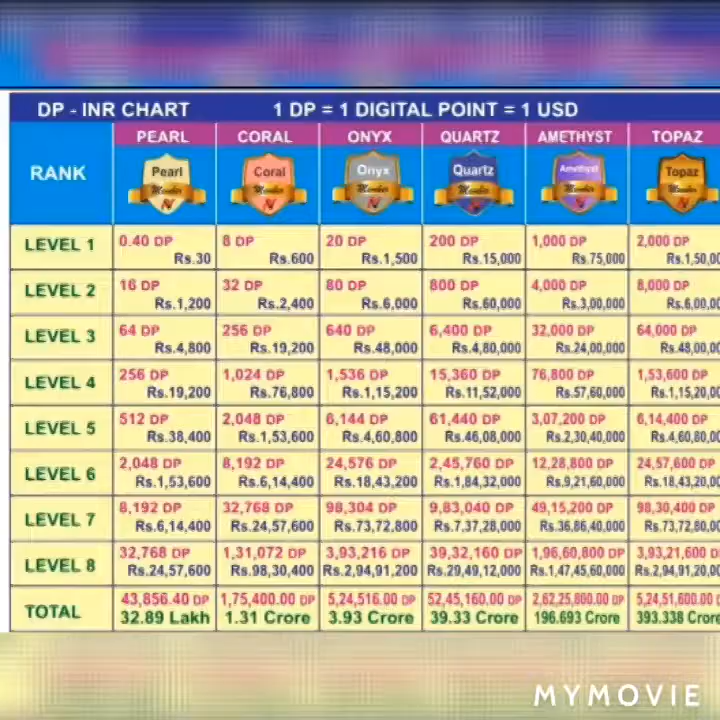 DP - INR CHART 1 DP = 1 DIGITAL POINT = 1 USD
RANK PEARL CORAL ONYX QUARTZ AMETHYST TOPAZ
Pearl Coral Onyx Quartz Amethyst Topaz
Member Member Member Member Member Member
LEVEL 1 0.40 DP 8 DP 20 DP 200 DP 1,000 DP 2,000 DP
Rs.30 Rs.600 Rs.1,500 Rs.15,000 Rs.75,000 Rs.1,50,00
LEVEL 2 16 DP 32 DP 80 DP 800 DP 4,000 DP 8,000 DP
Rs.1,200 Rs.2,400 Rs.6,000 Rs.60,000 Rs.3,00,000 Rs.6,00,00
LEVEL 3 64 DP 256 DP 640 DP 6,400 DP 32,000 DP 64,000 DP
Rs.4,800 Rs.19,200 Rs.48,000 Rs.4,80,000 Rs.24,00,000 Rs.48,00,00
LEVEL 4 256 DP 1,024 DP 1,536 DP 15,360 DP 76,800 DP 1,53,600 DP
Rs.19,200 Rs.76,800 Rs.1,15,200 Rs.11,52,000 Rs.57,60,000 Rs.1,15,20,0
LEVEL 5 512 DP 2,048 DP 6,144 DP 61,440 DP 3,07,200 DP 6,14,400 DP
Rs.38,400 Rs.1,53,600 Rs.4,60,800 Rs.46,08,000 Rs.2,30,40,000 Rs.4,60,80,0
LEVEL 6 2,048 DP 8,192 DP 24,576 DP 2,45,760 DP 12,28,800 DP 24,57,600 DP
Rs.1,53,600 Rs.6,14,400 Rs.18,43,200 Rs.1,84,32,000 Rs.9,21,60,000 Rs.18,43,20,0
LEVEL 7 8,192 DP 32,768 DP 98,304 DP 9,83,040 DP 49,15,200 DP 98,30,400 DP
Rs.6,14,400 Rs.24,57,600 Rs.73,72,800 Rs.7,37,28,000 Rs.36,86,40,000 Rs.73,72,80,0
LEVEL 8 32,768 DP 1,31,072 DP 3,93,216 DP 39,32,160 DP 1,96,60,800 DP 3,93,21,600 DP
Rs.24,57,600 Rs.98,30,400 Rs.2,94,91,200 Rs.29,49,12,000 Rs.1,47,45,60,000 Rs.2,94,91,20,0
TOTAL 43,856.40 DP 1,75,400.00 DP 5,24,516.00 DP 52,45,160.00 DP 2,62,25,800.00 DP 5,24,51,600.00 DP
32.89 Lakh 1.31 Crore 3.93 Crore 39.33 Crore 196.693 Crore 393.338 Crore
MYMOVIE